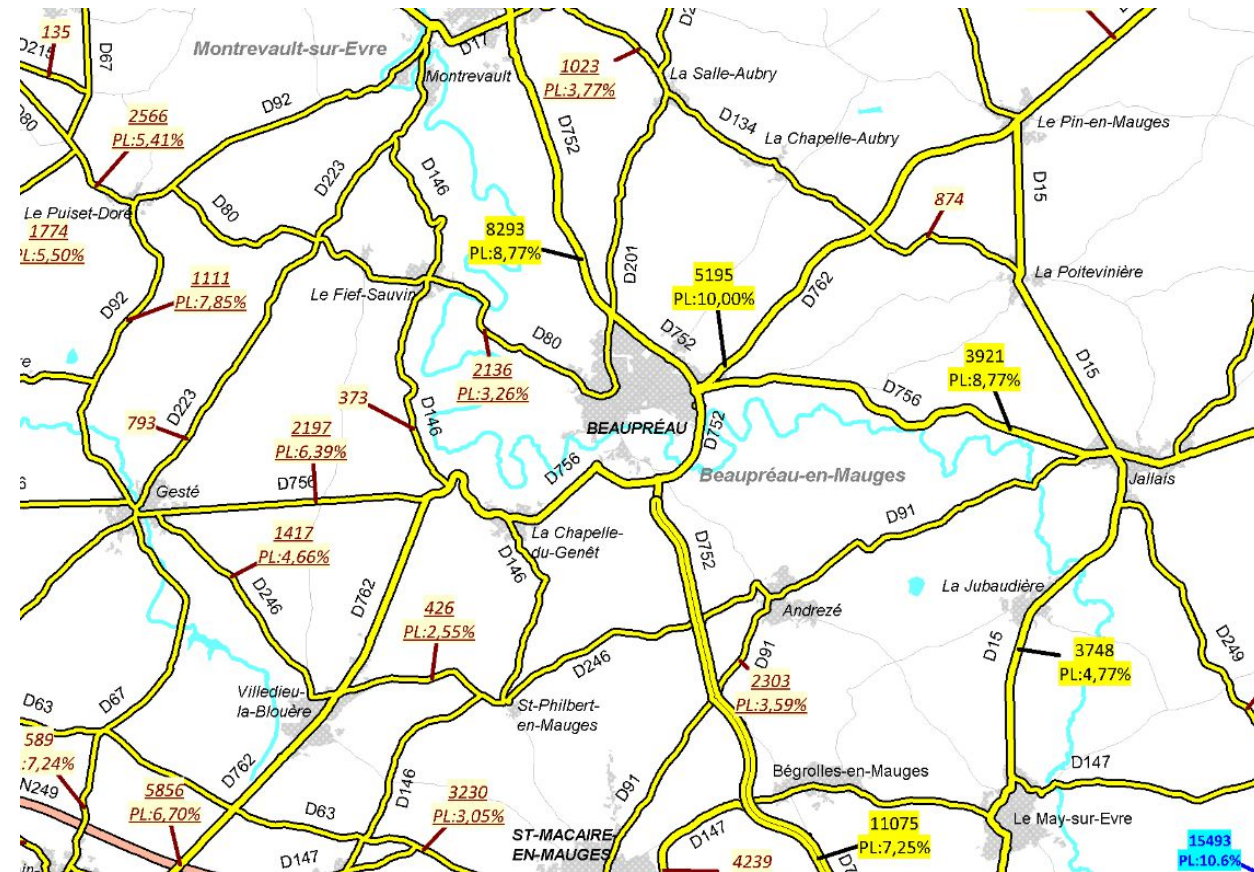 135
D215
D67
Montrevault-sur-Evre
D17
D2
1023
PL:3,77%
La Salle-Aubry
Montrevault
D92
D752
D134
Le Pin-en-Mauges
La Chapelle-Aubry
2566
PL:5,41%
D80
D223
D146
D15
Le Puiset-Doré
D80
874
1774
PL:5,50%
8293
PL:8,77%
D201
5195
PL:10,00%
D762
La Poitevinière
1111
PL:7,85%
Le Fief-Sauvin
D92
D80
D752
D15
2136
PL:3,26%
3921
PL:8,77%
D756
373
D223
D146
793
BEAUPRÉAU
D752
2197
PL:6,39%
D756
D756
Beaupréau-en-Mauges
Jallais
Gesté
1417
PL:4,66%
La Chapelle-
du-Genêt
D91
D146
D752
D246
D762
426
PL:2,55%
Andrezé
La Jubaudière
D246
D91
D15
3748
PL:4,77%
D249
2303
PL:3,59%
Villedieu-
la-Blouère
St-Philbert-
en-Mauges
D63
D67
589
:7,24%
N249
D762
D146
D91
Bégrolles-en-Mauges
D147
5856
PL:6,70%
D63
3230
PL:3,05%
Le May-sur-Evre
ST-MACAIRE-
EN-MAUGES
D147
11075
PL:7,25%
D147
4239
15493
PL:10.6%